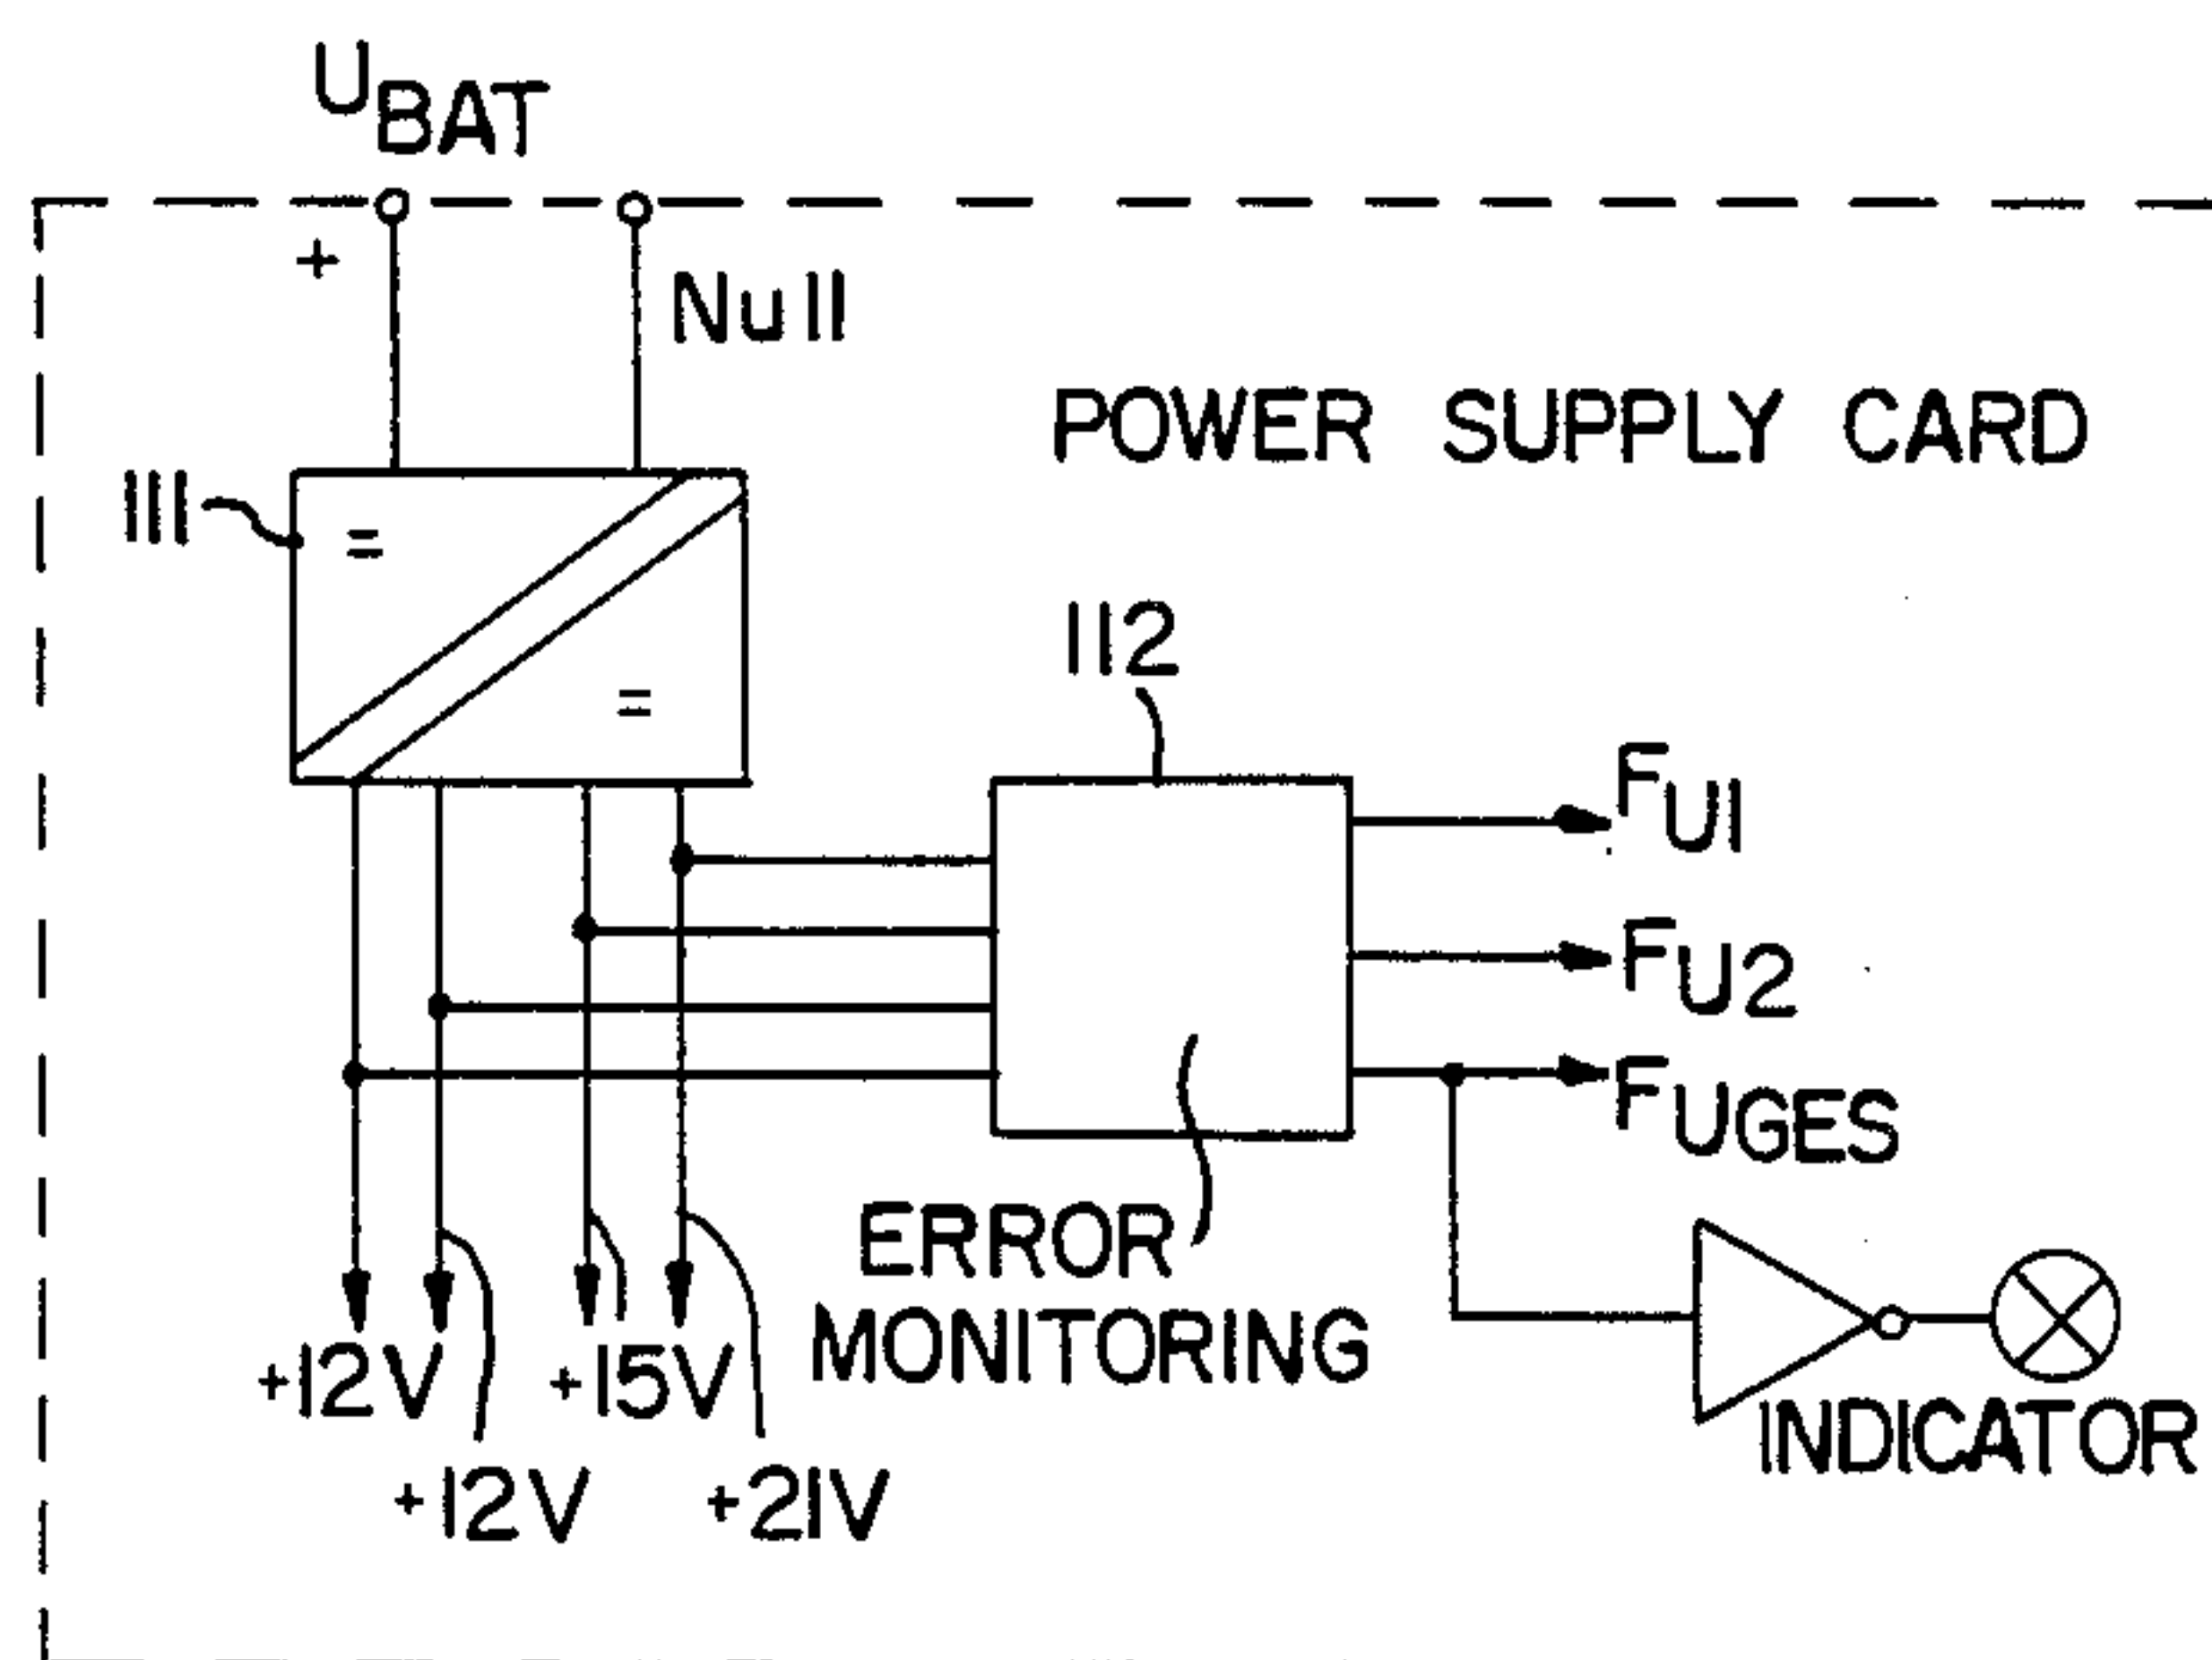 UBAT
+
Null
POWER SUPPLY CARD
111
=
=
112
FU1
FU2
FUGES
ERROR
MONITORING
+12V
+15V
+12V
+21V
INDICATOR